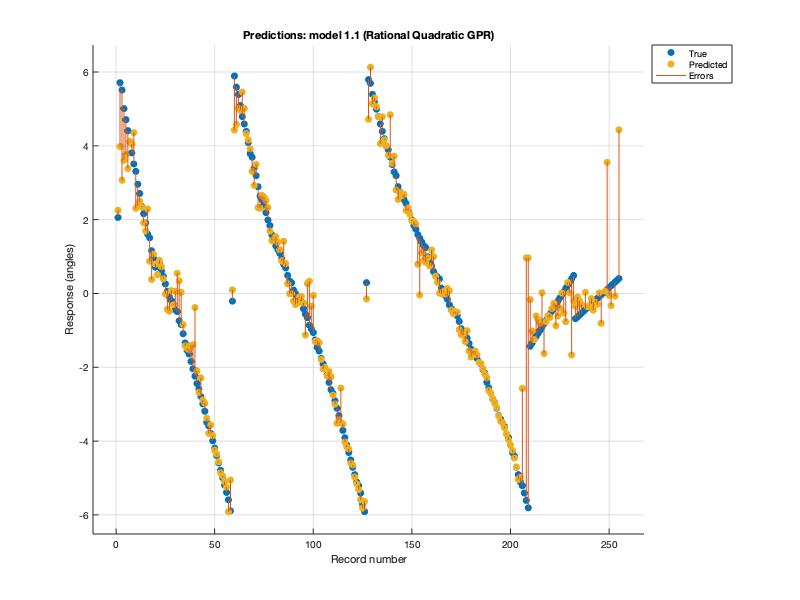 Predictions: model 1.1 (Rational Quadratic GPR)
True
Predicted
Errors
Response (angles)
6
4
2
0
-2
-4
-6
0
50
100
150
200
250
Record number